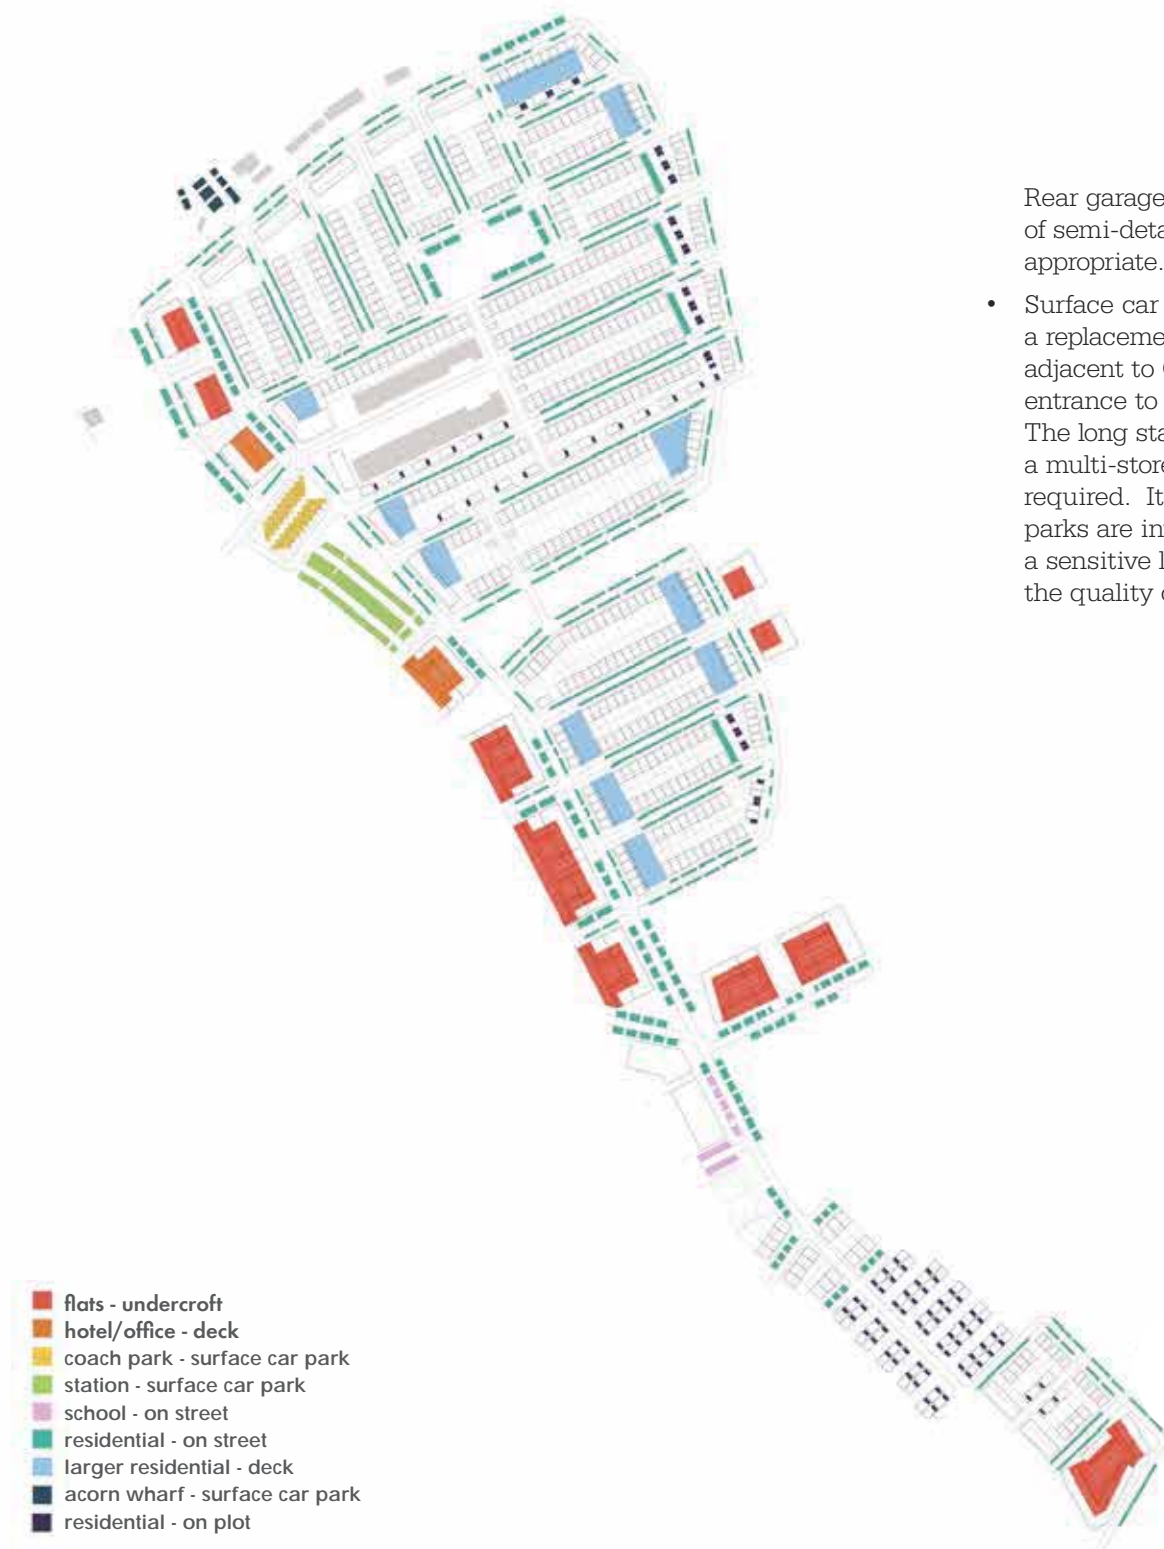 Rear garage
of semi-deta
appropriate.
• Surface car
a replaceme
adjacent to
entrance to
The long sta
a multi-store
required. It
parks are in
a sensitive l
the quality
flats - undercroft
hotel/office - deck
coach park - surface car park
station - surface car park
school - on street
residential - on street
larger residential - deck
acorn wharf - surface car park
residential - on plot